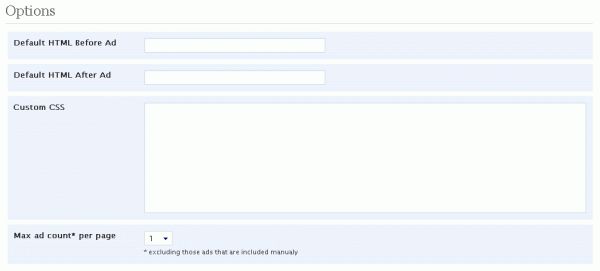 Options
Default HTML Before Ad
Default HTML After Ad
Custom CSS
Max ad count* per page
1
* excluding those ads that are included manualy